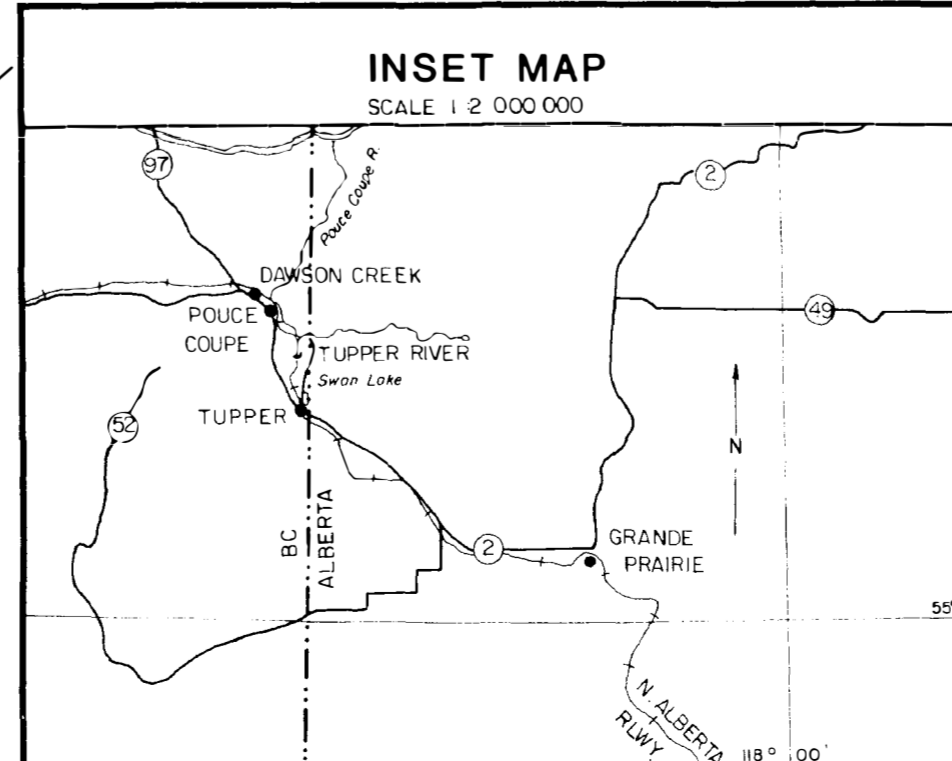 INSET MAP
SCALE 1:2 000 000
97
2
Pouce Coupe R.
DAWSON CREEK
POUCE
COUPE
49
TUPPER RIVER
Swan Lake
TUPPER
52
N
BC
ALBERTA
2
GRANDE
PRAIRIE
55°
N. ALBERTA
RLWY
118° 00'